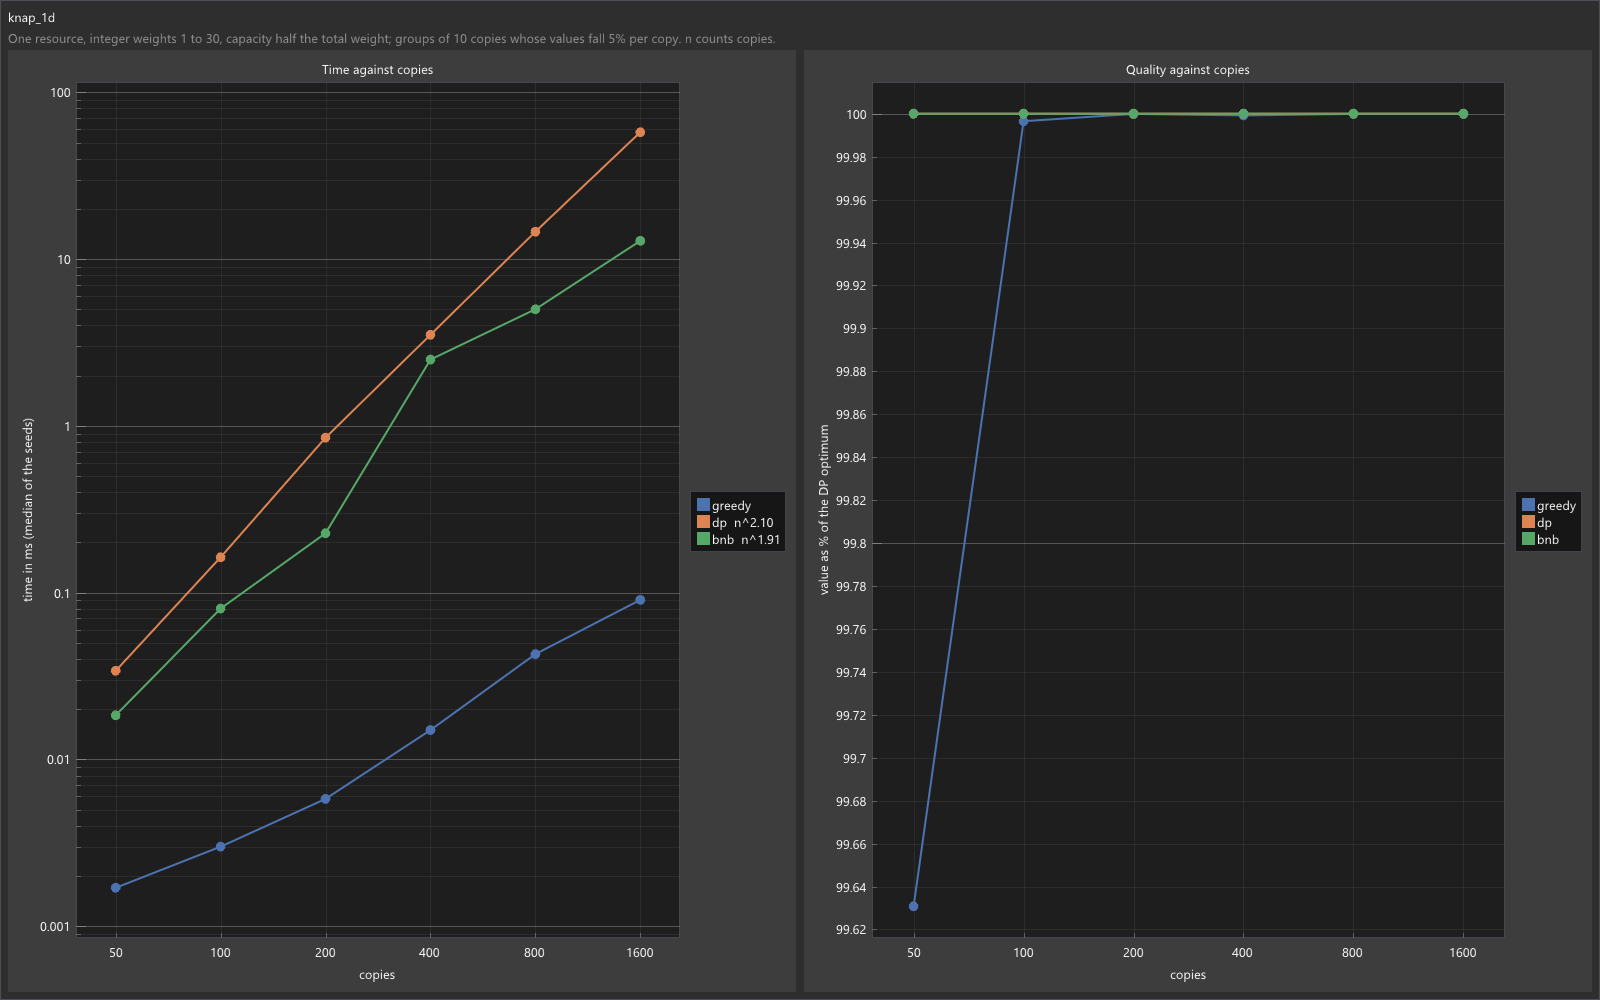 knap_1d
One resource, integer weights 1 to 30, capacity half the total weight; groups of 10 copies whose values fall 5% per copy. n counts copies.
Time against copies
100
10
1
0.1
0.01
0.001
time in ms (median of the seeds)
50 100 200 400 800 1600
copies
greedy
dp n^2.10
bnb n^1.91
Quality against copies
100
99.98
99.96
99.94
99.92
99.9
99.88
99.86
99.84
99.82
99.8
99.78
99.76
99.74
99.72
99.7
99.68
99.66
99.64
99.62
value as % of the DP optimum
50 100 200 400 800 1600
copies
greedy
dp
bnb